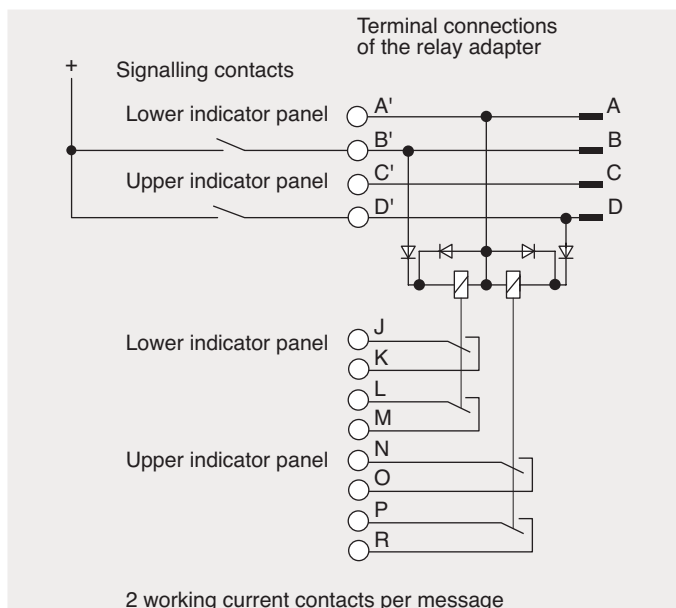 Terminal connections
of the relay adapter
+
Signalling contacts
Lower indicator panel A' A
B' B
Upper indicator panel C' C
D' D
Lower indicator panel J
K
L
M
Upper indicator panel N
O
P
R
2 working current contacts per message